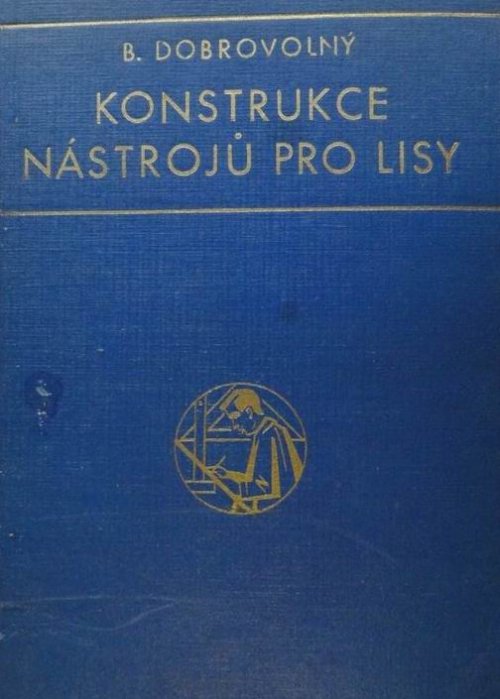 B. DOBROVOLNÝ
KONSTRUKCE
NÁSTROJŮ PRO LISY